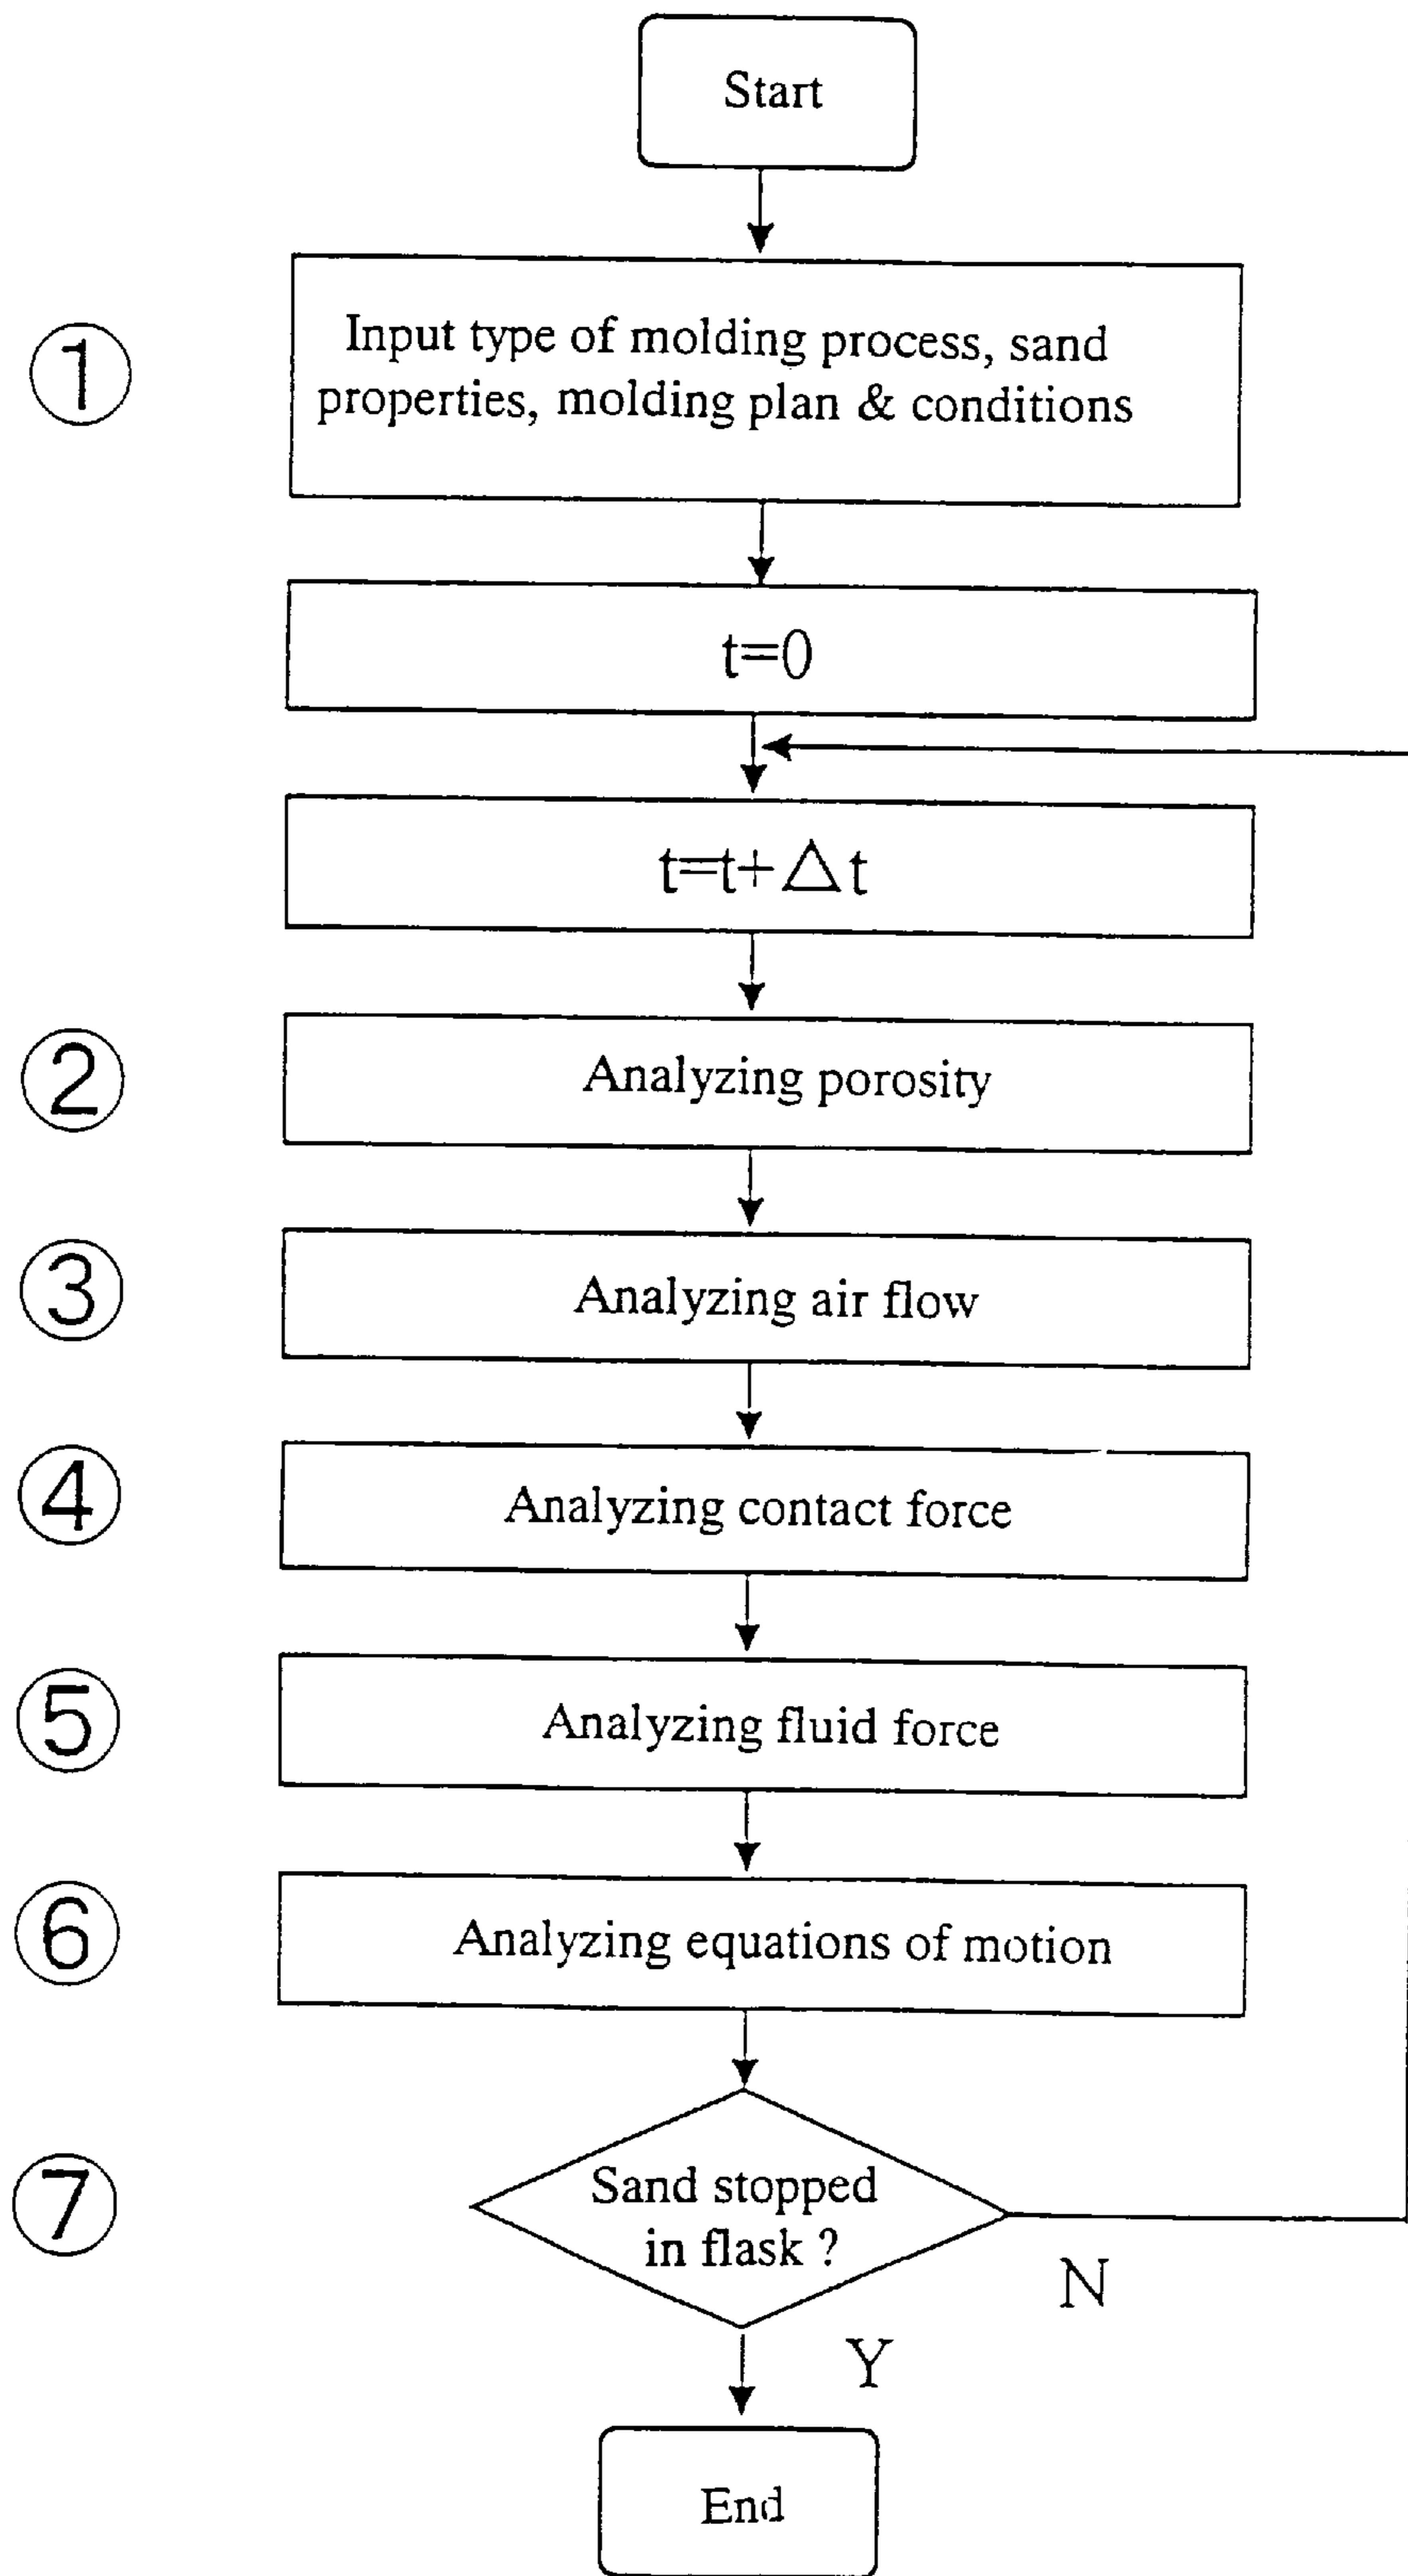 Start
①
Input type of molding process, sand
properties, molding plan & conditions
t=0
t=t+△t
②
Analyzing porosity
③
Analyzing air flow
④
Analyzing contact force
⑤
Analyzing fluid force
⑥
Analyzing equations of motion
⑦
Sand stopped
in flask ?
N
Y
End